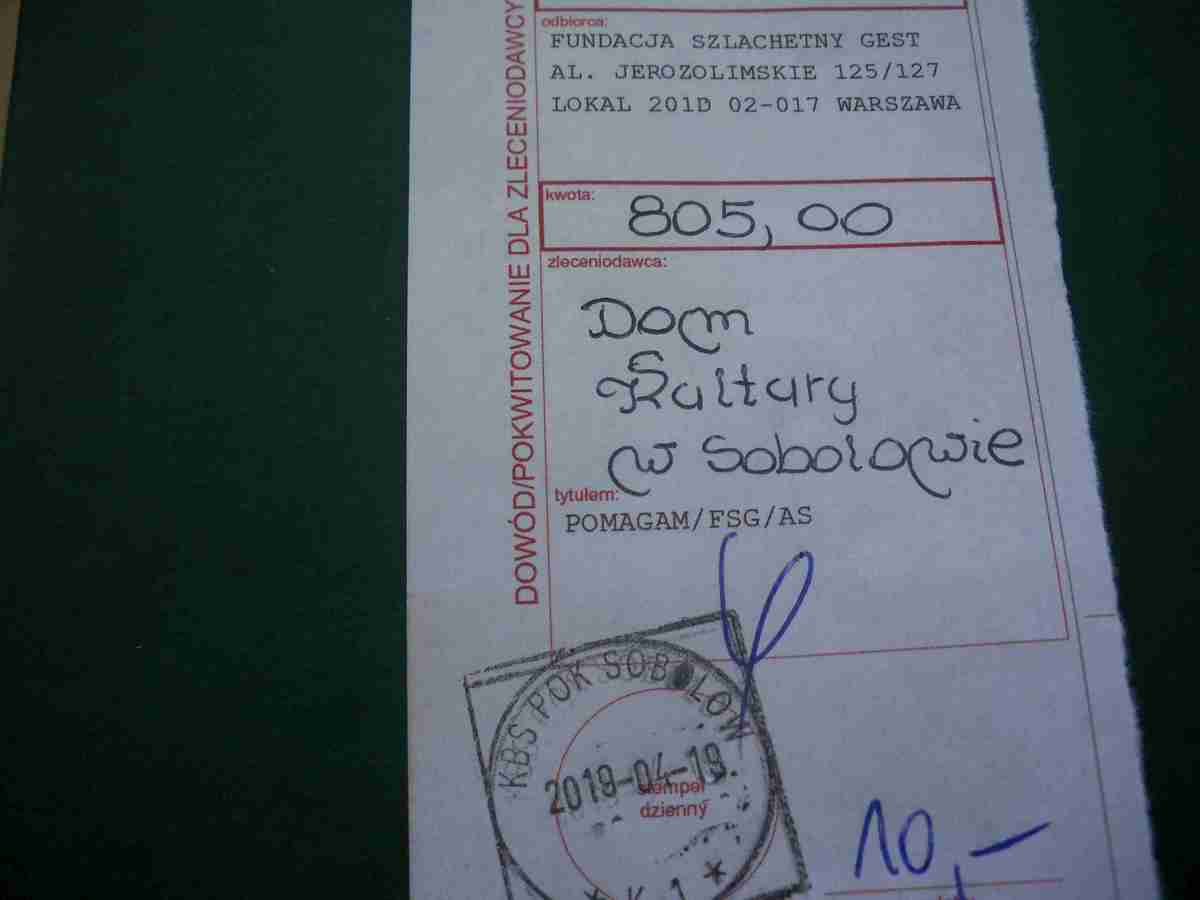 DOWÓD/POKWITOWANIE DLA ZLECENIODAWCY
odbiorca:
FUNDACJA SZLACHETNY GEST
AL. JEROZOLIMSKIE 125/127
LOKAL 201D 02-017 WARSZAWA
kwota:
805,00
zleceniodawca:
Dom
Kultury
w Sobolowie
tytułem:
POMAGAM/FSG/AS
KBS POK SOBOLÓW
2019-04-19.
stempel
dzienny
* K 1 *
10,-